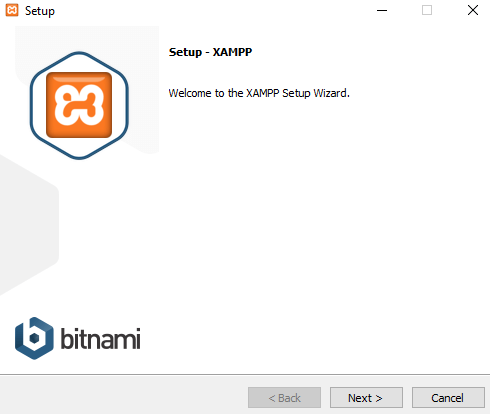 Setup
Setup - XAMPP
Welcome to the XAMPP Setup Wizard.
bitnami
< Back
Next >
Cancel